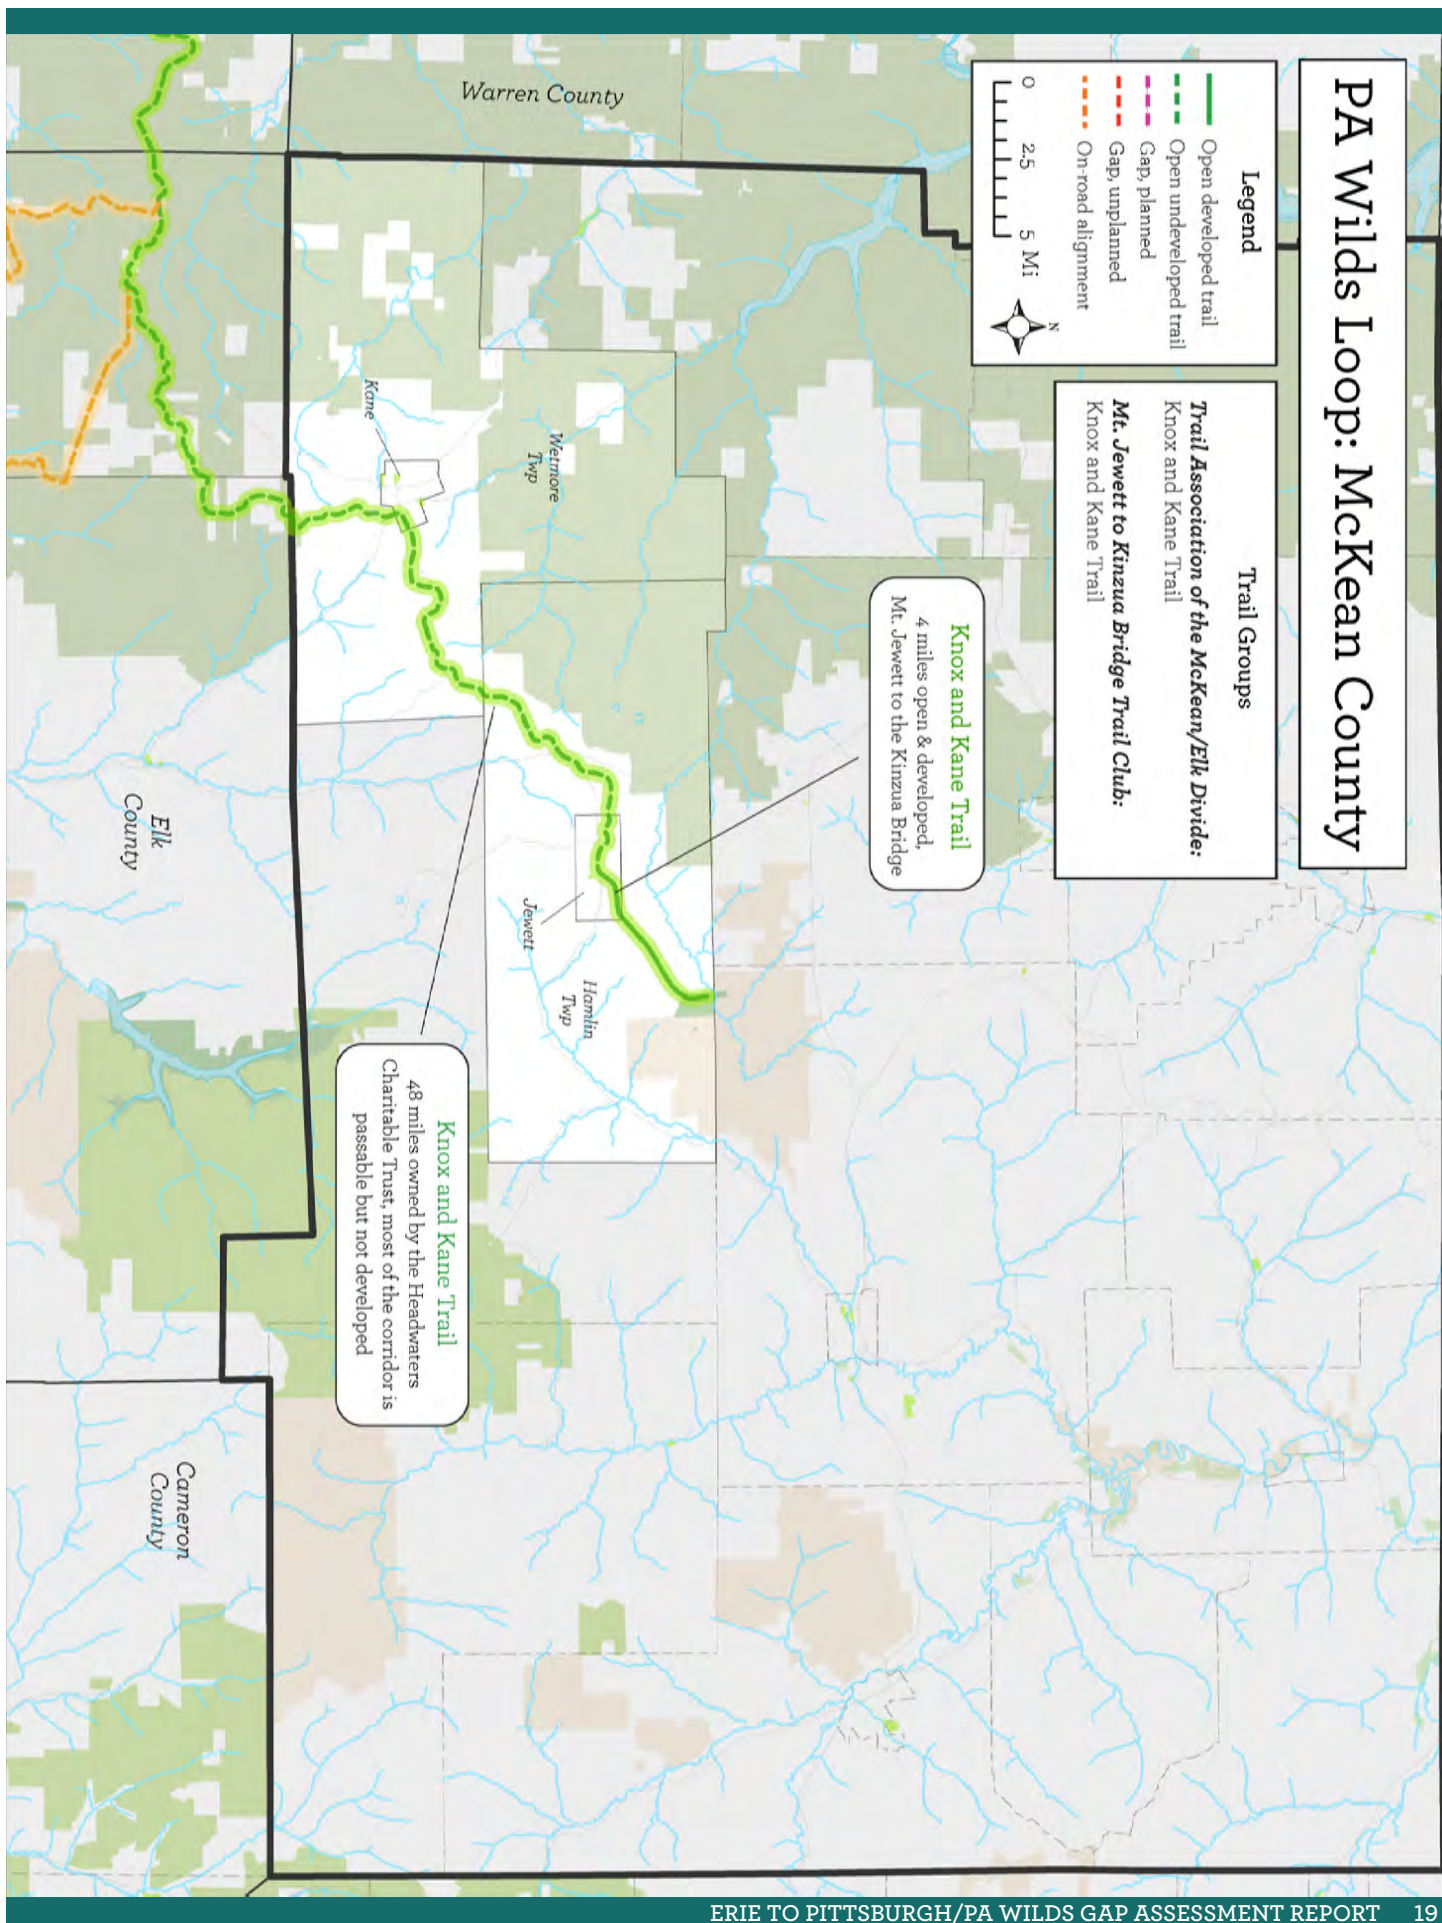 PA Wilds Loop: McKean County
Legend
Open developed trail
Open undeveloped trail
Gap, planned
Gap, unplanned
On-road alignment
0 2.5 5 Mi
N
Trail Groups
Trail Association of the McKean/Elk Divide:
Knox and Kane Trail
Mt. Jewett to Kinzua Bridge Trail Club:
Knox and Kane Trail
Knox and Kane Trail
4 miles open & developed,
Mt. Jewett to the Kinzua Bridge
Warren County
Wetmore
Twp
Kane
Jewett
Hamlin
Twp
Knox and Kane Trail
48 miles owned by the Headwaters
Charitable Trust, most of the corridor is
passable but not developed
Elk
County
Cameron
County
ERIE TO PITTSBURGH/PA WILDS GAP ASSESSMENT REPORT 19